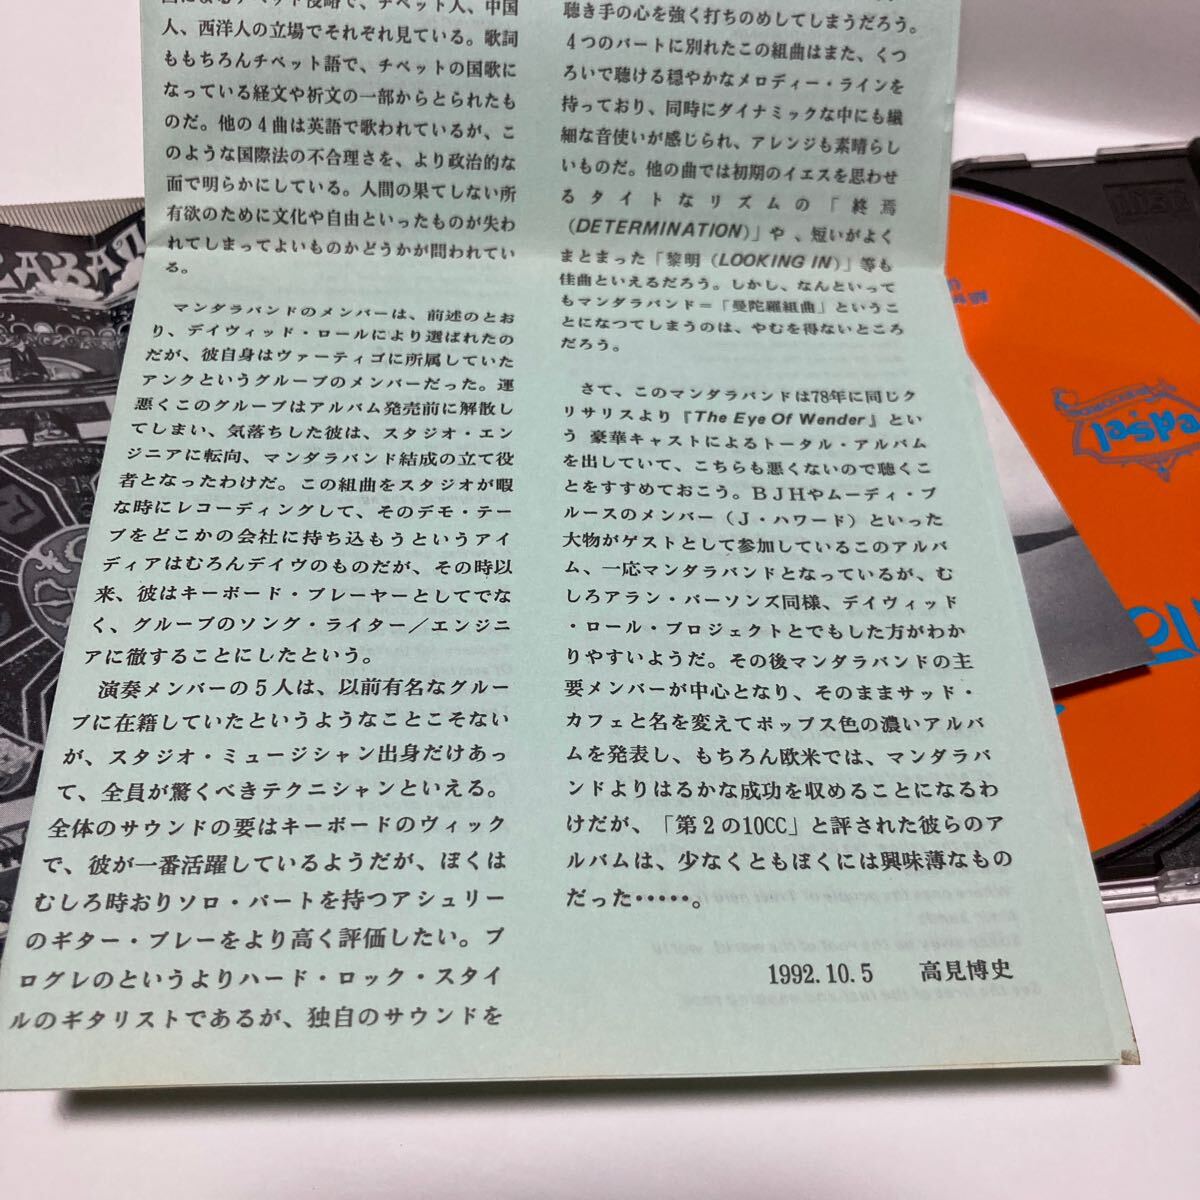 によるチベット侵略で、チベット人、中国
人、西洋人の立場でそれぞれ見ている。歌詞
ももちろんチベット語で、チベットの国歌に
なっている経文や祈文の一部からとられたも
のだ。他の4曲は英語で歌われているが、こ
のような国際法の不合理さを、より政治的な
面で明らかにしている。人間の果てしない所
有欲のために文化や自由といったものが失わ
れてしまってよいものかどうかが問われてい
る。
マンダラバンドのメンバーは、前述のとお
り、デイヴィッド・ロールにより選ばれたの
だが、彼自身はヴァーティゴに所属していた
アンクというグループのメンバーだった。運
悪くこのグループはアルバム発売前に解散し
てしまい、気落ちした彼は、スタジオ・エン
ジニアに転向、マンダラバンド結成の立て役
者となったわけだ。この組曲をスタジオが暇
な時にレコーディングして、そのデモ・テー
プをどこかの会社に持ち込もうというアイ
ディアはむろんデイヴのものだが、その時以
来、彼はキーボード・プレーヤーとしてでな
く、グループのソング・ライター／エンジニ
アに徹することにしたという。
演奏メンバーの5人は、以前有名なグルー
プに在籍していたというようなことこそない
が、スタジオ・ミュージシャン出身だけあっ
て、全員が驚くべきテクニシャンといえる。
全体のサウンドの要はキーボードのヴィック
で、彼が一番活躍しているようだが、ぼくは
むしろ時おりソロ・パートを持つアシュリー
のギター・プレーをより高く評価したい。プ
ログレのというよりハード・ロック・スタイ
ルのギタリストであるが、独自のサウンドを
聴き手の心を強く打ちのめしてしまうだろう。
4つのパートに別れたこの組曲はまた、くつ
ろいで聴ける穏やかなメロディー・ラインを
持っており、同時にダイナミックな中にも繊
細な音使いが感じられ、アレンジも素晴らし
いものだ。他の曲では初期のイエスを思わせ
るタイトなリズムの「終焉
(DETERMINATION)」や、短いがよく
まとまった「黎明（LOOKING IN）」等も
佳曲といえるだろう。しかし、なんといって
もマンダラバンド＝「曼陀羅組曲」というこ
とになつてしまうのは、やむを得ないところ
だろう。
さて、このマンダラバンドは78年に同じク
リサリスより『The Eye Of Wender』とい
う 豪華キャストによるトータル・アルバム
を出していて、こちらも悪くないので聴くこ
とをすすめておこう。BJHやムーディ・ブ
ルースのメンバー（J・ハワード）といった
大物がゲストとして参加しているこのアルバ
ム、一応マンダラバンドとなっているが、む
しろアラン・パーソンズ同様、デイヴィッド
・ロール・プロジェクトとでもした方がわか
りやすいようだ。その後マンダラバンドの主
要メンバーが中心となり、そのままサッド・
カフェと名を変えてポップス色の濃いアルバ
ムを発表し、もちろん欧米では、マンダラバ
ンドよりはるかな成功を収めることになるわ
けだが、「第2の10CC」と評された彼らのア
ルバムは、少なくともぼくには興味薄なもの
だった・・・・・。
1992.10.5 高見博史
edsel